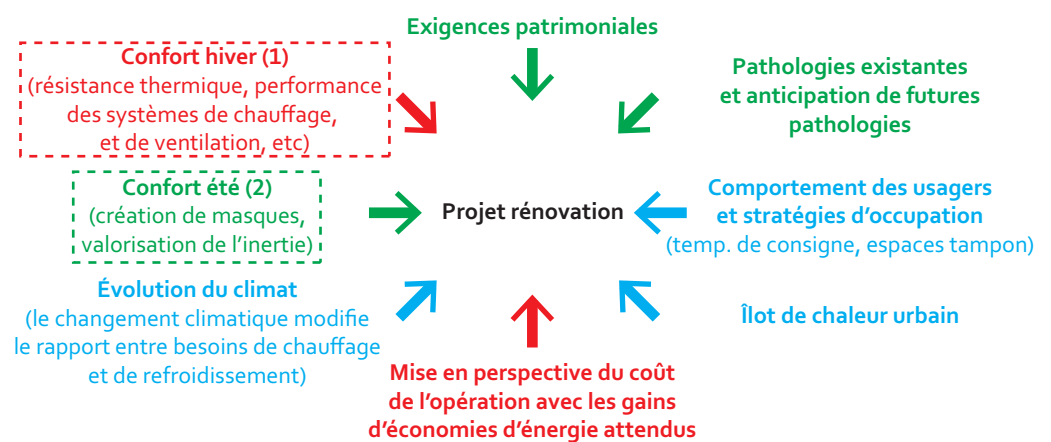 Exigences patrimoniales
Confort hiver (1)
(résistance thermique, performance
des systèmes de chauffage,
et de ventilation, etc)
Pathologies existantes
et anticipation de futures
pathologies
Confort été (2)
(création de masques,
valorisation de l’inertie)
Projet rénovation
Comportement des usagers
et stratégies d’occupation
(temp. de consigne, espaces tampon)
Évolution du climat
(le changement climatique modifie
le rapport entre besoins de chauffage
et de refroidissement)
Îlot de chaleur urbain
Mise en perspective du coût
de l’opération avec les gains
d’économies d’énergie attendus